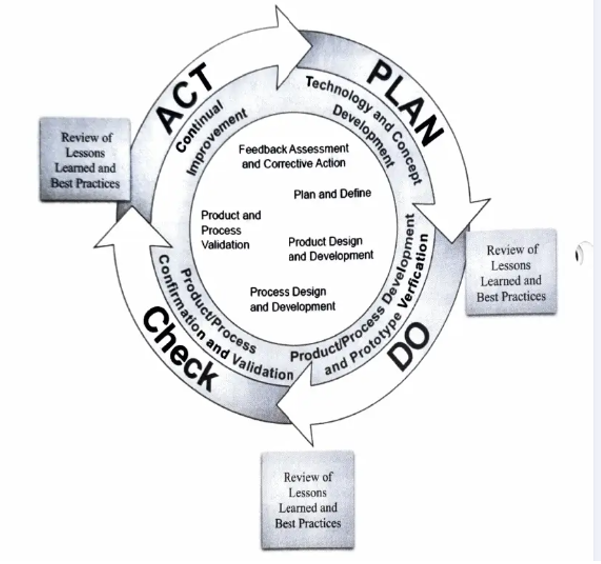 ACT
PLAN
Continual
Improvement
Technology and Concept
Development
Review of
Lessons
Learned and
Best Practices
Feedback Assessment
and Corrective Action
Plan and Define
Product and
Process
Validation
Product Design
and Development
Process Design
and Development
Review of
Lessons
Learned and
Best Practices
Product/Process
Confirmation and Validation
Product/Process Development
and Prototype Verfication
Check
DO
Review of
Lessons
Learned and
Best Practices